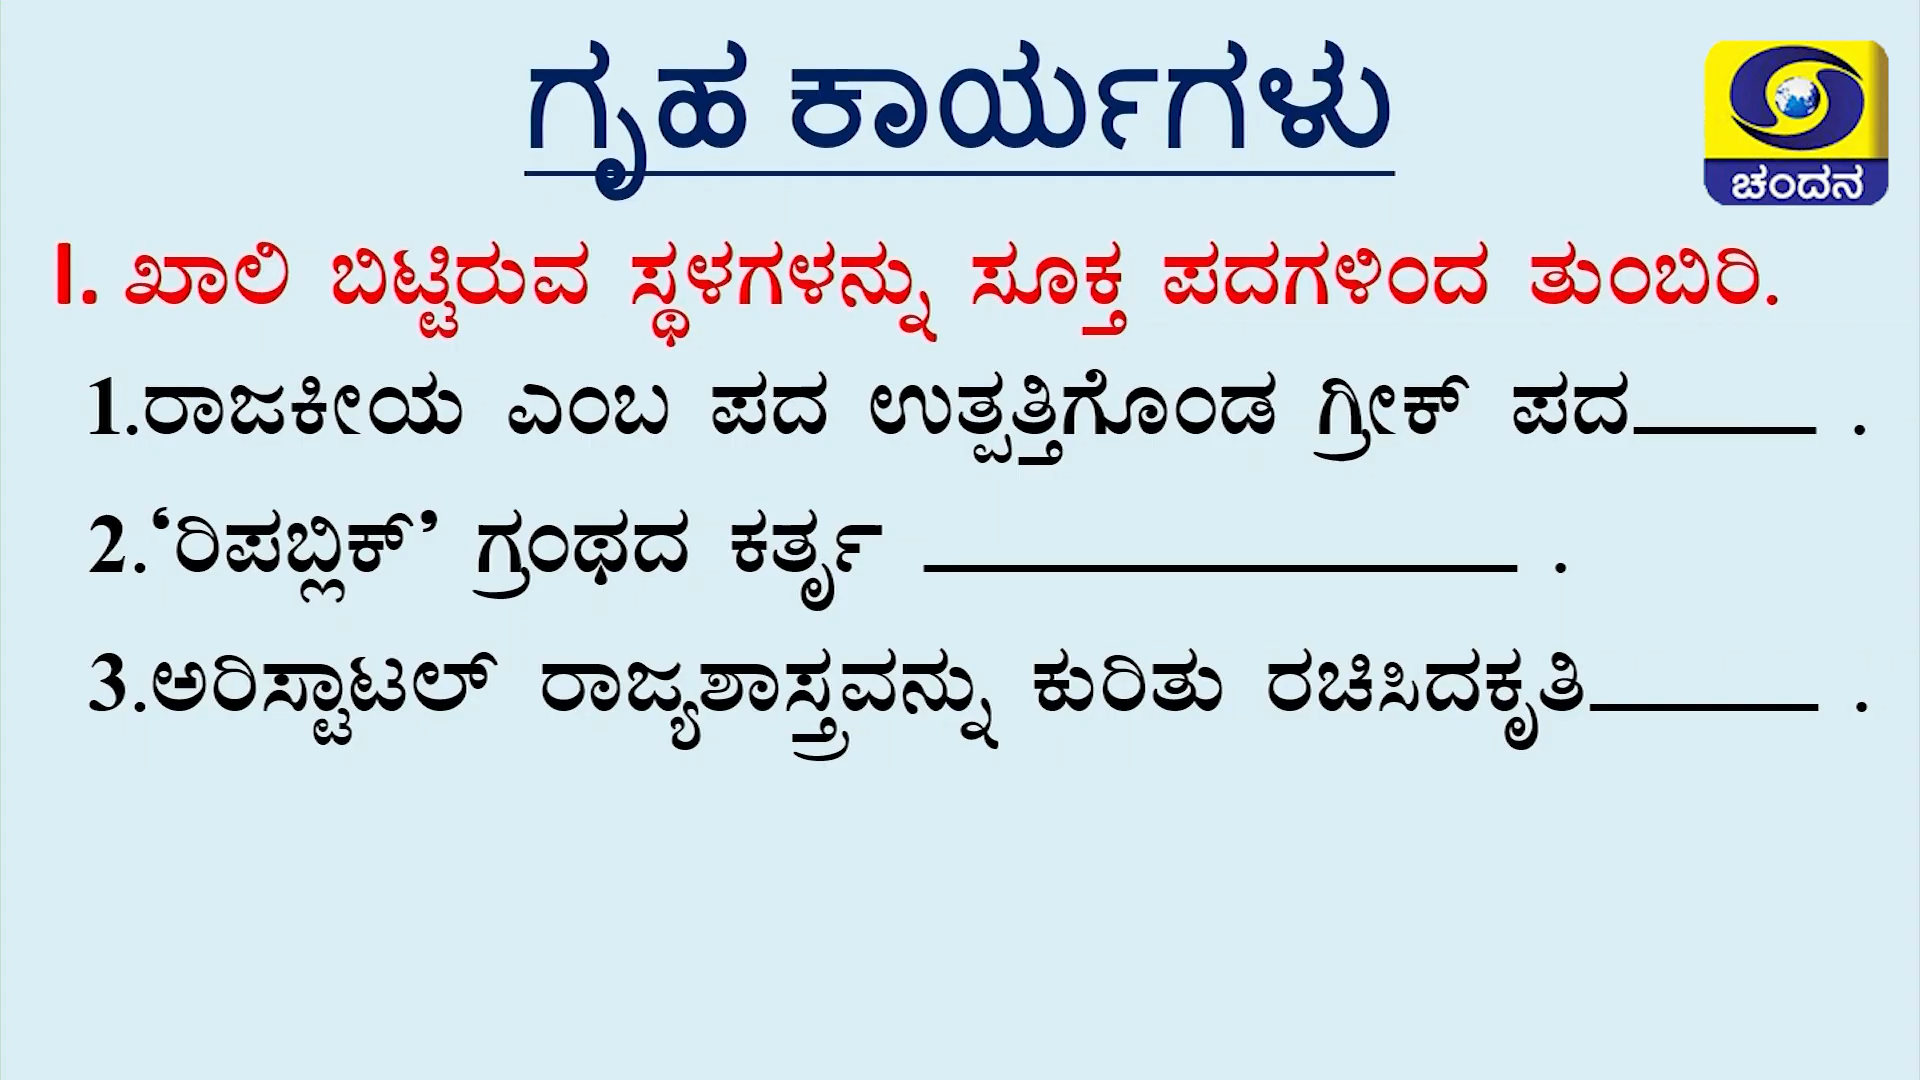 ಗೃಹ ಕಾರ್ಯಗಳು
ಚಂದನ
I. ಖಾಲಿ ಬಿಟ್ಟಿರುವ ಸ್ಥಳಗಳನ್ನು ಸೂಕ್ತ ಪದಗಳಿಂದ ತುಂಬಿರಿ.
1.ರಾಜಕೀಯ ಎಂಬ ಪದ ಉತ್ಪತ್ತಿಗೊಂಡ ಗ್ರೀಕ್ ಪದ_____ .
2.‘ರಿಪಬ್ಲಿಕ್’ ಗ್ರಂಥದ ಕರ್ತೃ ________________ .
3.ಅರಿಸ್ಟಾಟಲ್ ರಾಜ್ಯಶಾಸ್ತ್ರವನ್ನು ಕುರಿತು ರಚಿಸಿದಕೃತಿ______ .